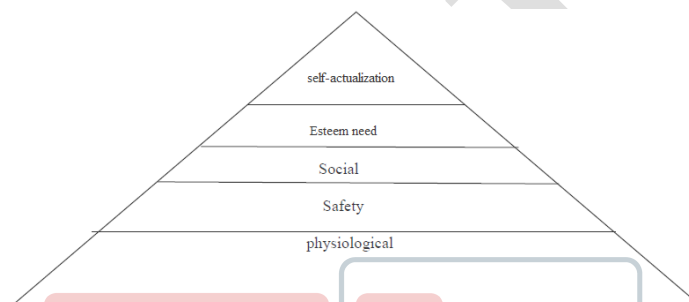 self-actualization
Esteem need
Social
Safety
physiological